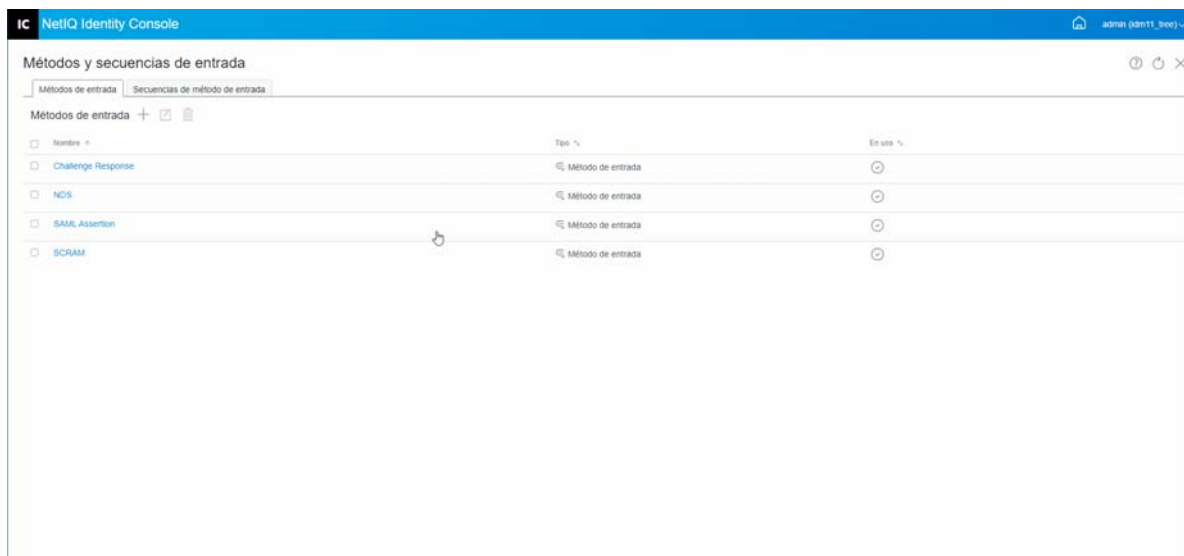 IC NetIQ Identity Console admin (idm11_tree)
Métodos y secuencias de entrada
Métodos de entrada Secuencias de método de entrada
Métodos de entrada
Nombre Tipo En uso
Challenge Response Método de entrada
NDS Método de entrada
SAML Assertion Método de entrada
SCRAM Método de entrada